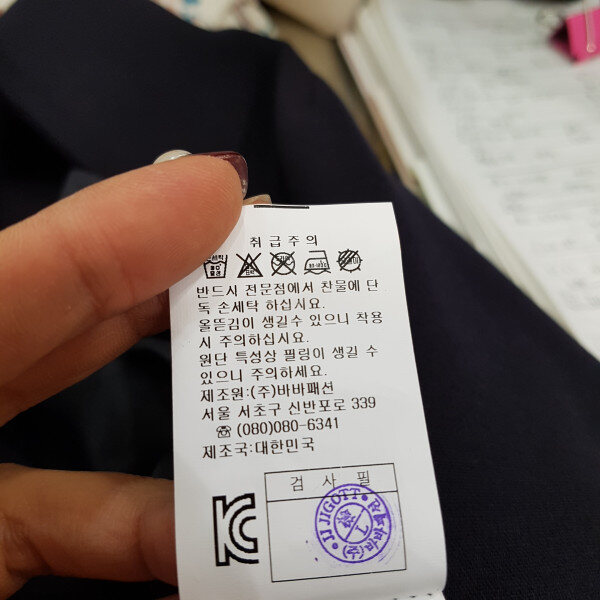 취급주의
반드시 전문점에서 찬물에 단
독 손세탁 하십시요.
올뜯김이 생길수 있으니 착용
시 주의하십시요.
원단 특성상 필링이 생길 수
있으니 주의하세요.
제조원:(주)바바패션
서울 서초구 신반포로 339
☏ (080)080-6341
제조국:대한민국
검 사 필
JJ JIGOTT